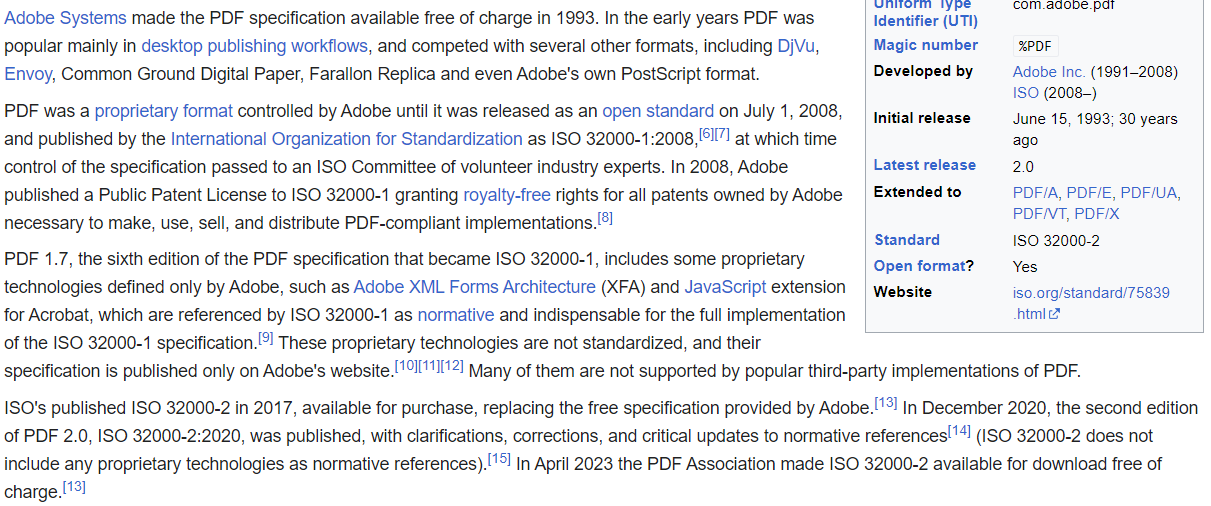 Adobe Systems made the PDF specification available free of charge in 1993. In the early years PDF was
popular mainly in desktop publishing workflows, and competed with several other formats, including DjVu,
Envoy, Common Ground Digital Paper, Farallon Replica and even Adobe's own PostScript format.
PDF was a proprietary format controlled by Adobe until it was released as an open standard on July 1, 2008,
and published by the International Organization for Standardization as ISO 32000-1:2008,[6][7] at which time
control of the specification passed to an ISO Committee of volunteer industry experts. In 2008, Adobe
published a Public Patent License to ISO 32000-1 granting royalty-free rights for all patents owned by Adobe
necessary to make, use, sell, and distribute PDF-compliant implementations.[8]
PDF 1.7, the sixth edition of the PDF specification that became ISO 32000-1, includes some proprietary
technologies defined only by Adobe, such as Adobe XML Forms Architecture (XFA) and JavaScript extension
for Acrobat, which are referenced by ISO 32000-1 as normative and indispensable for the full implementation
of the ISO 32000-1 specification.[9] These proprietary technologies are not standardized, and their
specification is published only on Adobe's website.[10][11][12] Many of them are not supported by popular third-party implementations of PDF.
ISO's published ISO 32000-2 in 2017, available for purchase, replacing the free specification provided by Adobe.[13] In December 2020, the second edition
of PDF 2.0, ISO 32000-2:2020, was published, with clarifications, corrections, and critical updates to normative references[14] (ISO 32000-2 does not
include any proprietary technologies as normative references).[15] In April 2023 the PDF Association made ISO 32000-2 available for download free of
charge.[13]
Uniform Type com.adobe.pdf
Identifier (UTI)
Magic number %PDF
Developed by Adobe Inc. (1991–2008)
ISO (2008–)
Initial release June 15, 1993; 30 years
ago
Latest release 2.0
Extended to PDF/A, PDF/E, PDF/UA,
PDF/VT, PDF/X
Standard ISO 32000-2
Open format? Yes
Website iso.org/standard/75839
.html